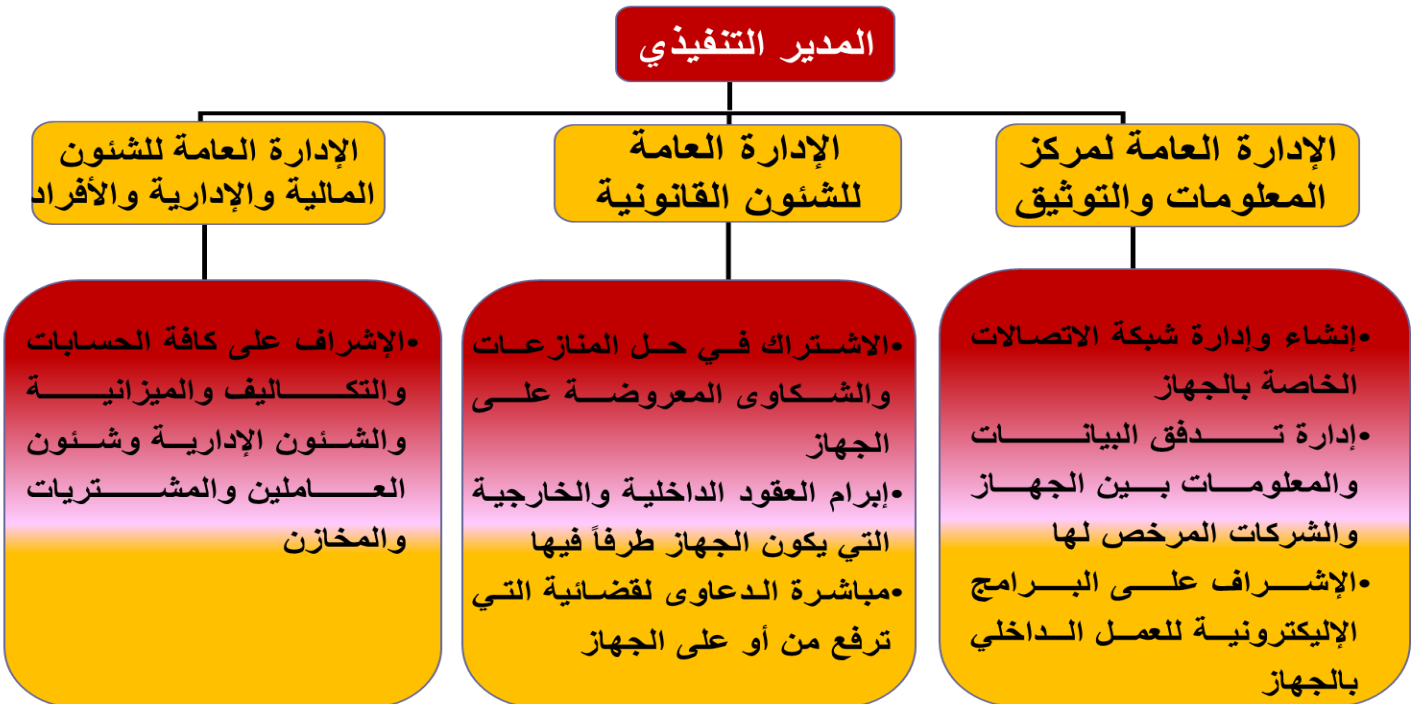 المدير التنفيذي
الإدارة العامة لمركز
المعلومات والتوثيق
•إنشاء وإدارة شبكة الاتصالات
الخاصة بالجهاز
•إدارة تدفق البيانات
والمعلومات بين الجهاز
والشركات المرخص لها
•الإشراف على البرامج
الإليكترونية للعمل الداخلي
بالجهاز
الإدارة العامة
للشئون القانونية
•الاشتراك في حل المنازعات
والشكاوى المعروضة على
الجهاز
•إبرام العقود الداخلية والخارجية
التي يكون الجهاز طرفاً فيها
•مباشرة الدعاوى لقضائية التي
ترفع من أو على الجهاز
الإدارة العامة للشئون
المالية والإدارية والأفراد
•الإشراف على كافة الحسابات
والتكاليف والميزانية
والشئون الإدارية وشئون
العاملين والمشتريات
والمخازن